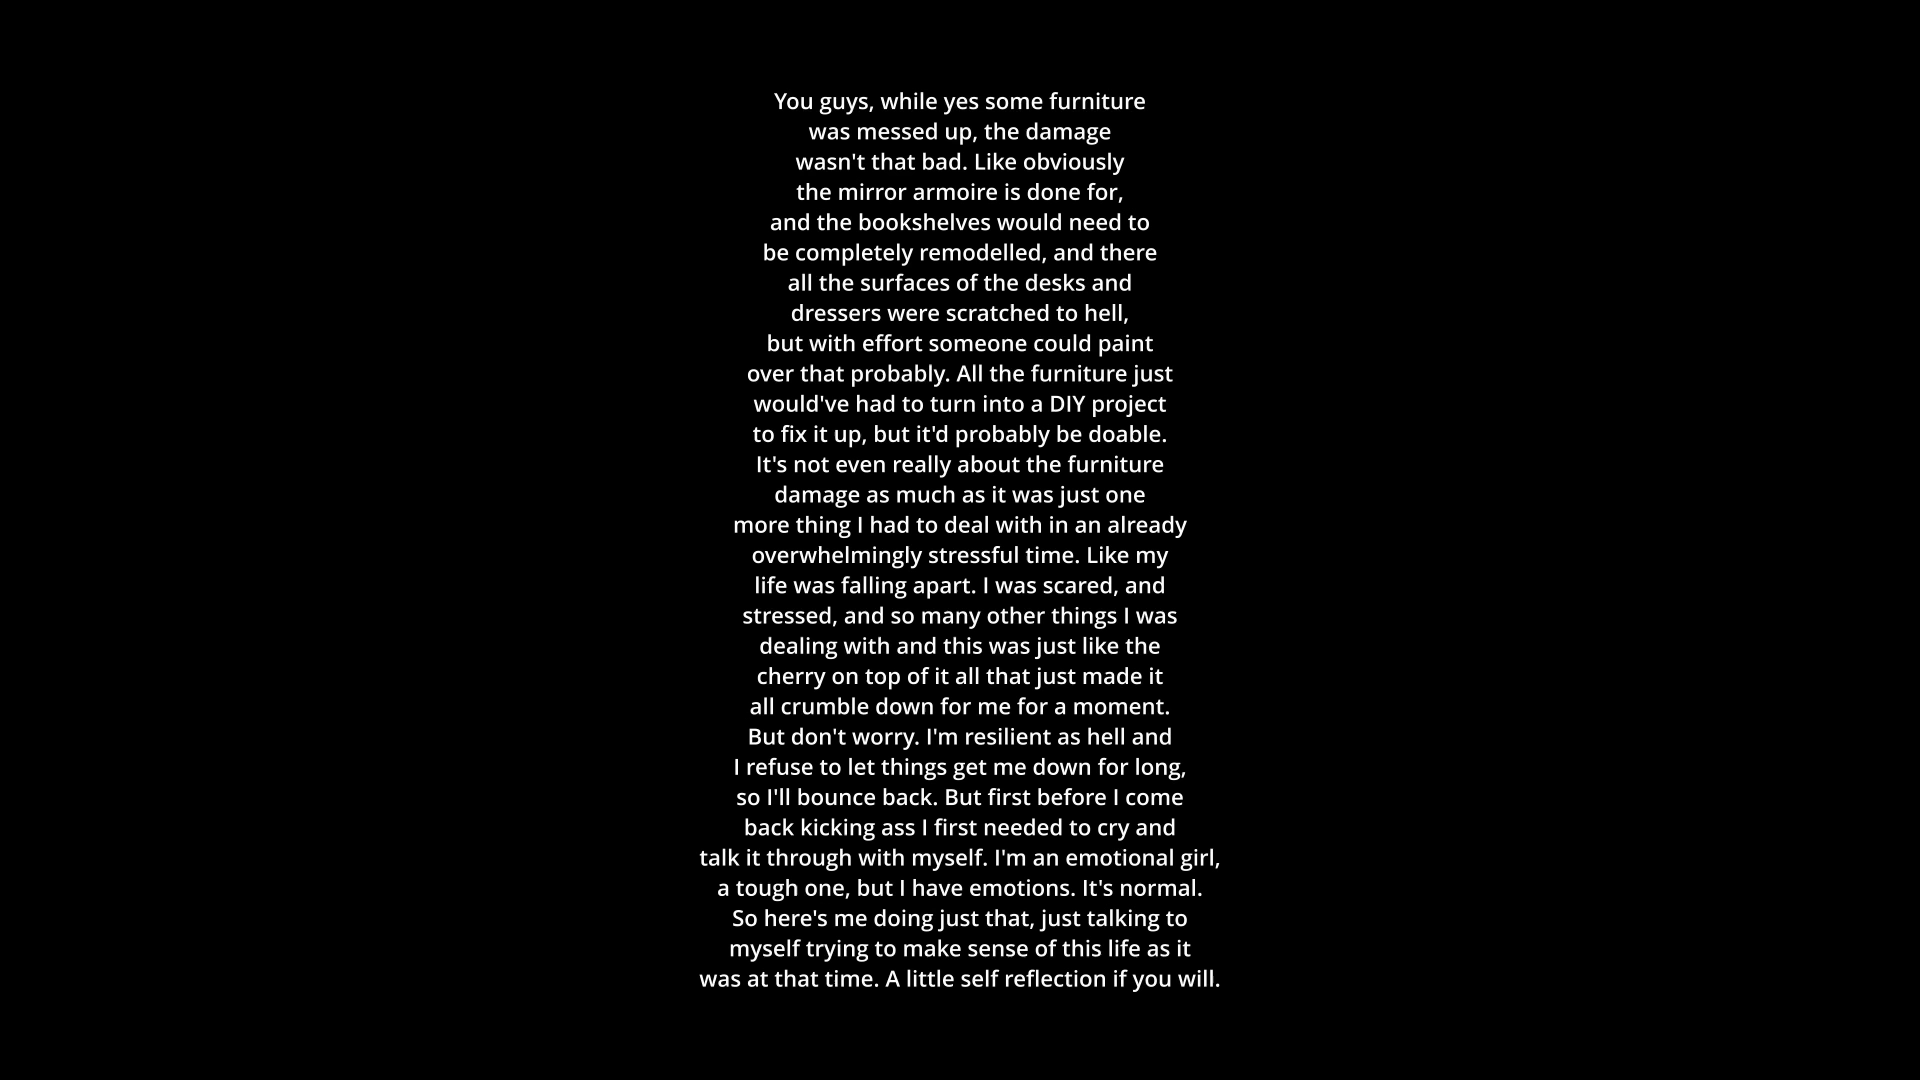 You guys, while yes some furniture
was messed up, the damage
wasn't that bad. Like obviously
the mirror armoire is done for,
and the bookshelves would need to
be completely remodelled, and there
all the surfaces of the desks and
dressers were scratched to hell,
but with effort someone could paint
over that probably. All the furniture just
would've had to turn into a DIY project
to fix it up, but it'd probably be doable.
It's not even really about the furniture
damage as much as it was just one
more thing I had to deal with in an already
overwhelmingly stressful time. Like my
life was falling apart. I was scared, and
stressed, and so many other things I was
dealing with and this was just like the
cherry on top of it all that just made it
all crumble down for me for a moment.
But don't worry. I'm resilient as hell and
I refuse to let things get me down for long,
so I'll bounce back. But first before I come
back kicking ass I first needed to cry and
talk it through with myself. I'm an emotional girl,
a tough one, but I have emotions. It's normal.
So here's me doing just that, just talking to
myself trying to make sense of this life as it
was at that time. A little self reflection if you will.